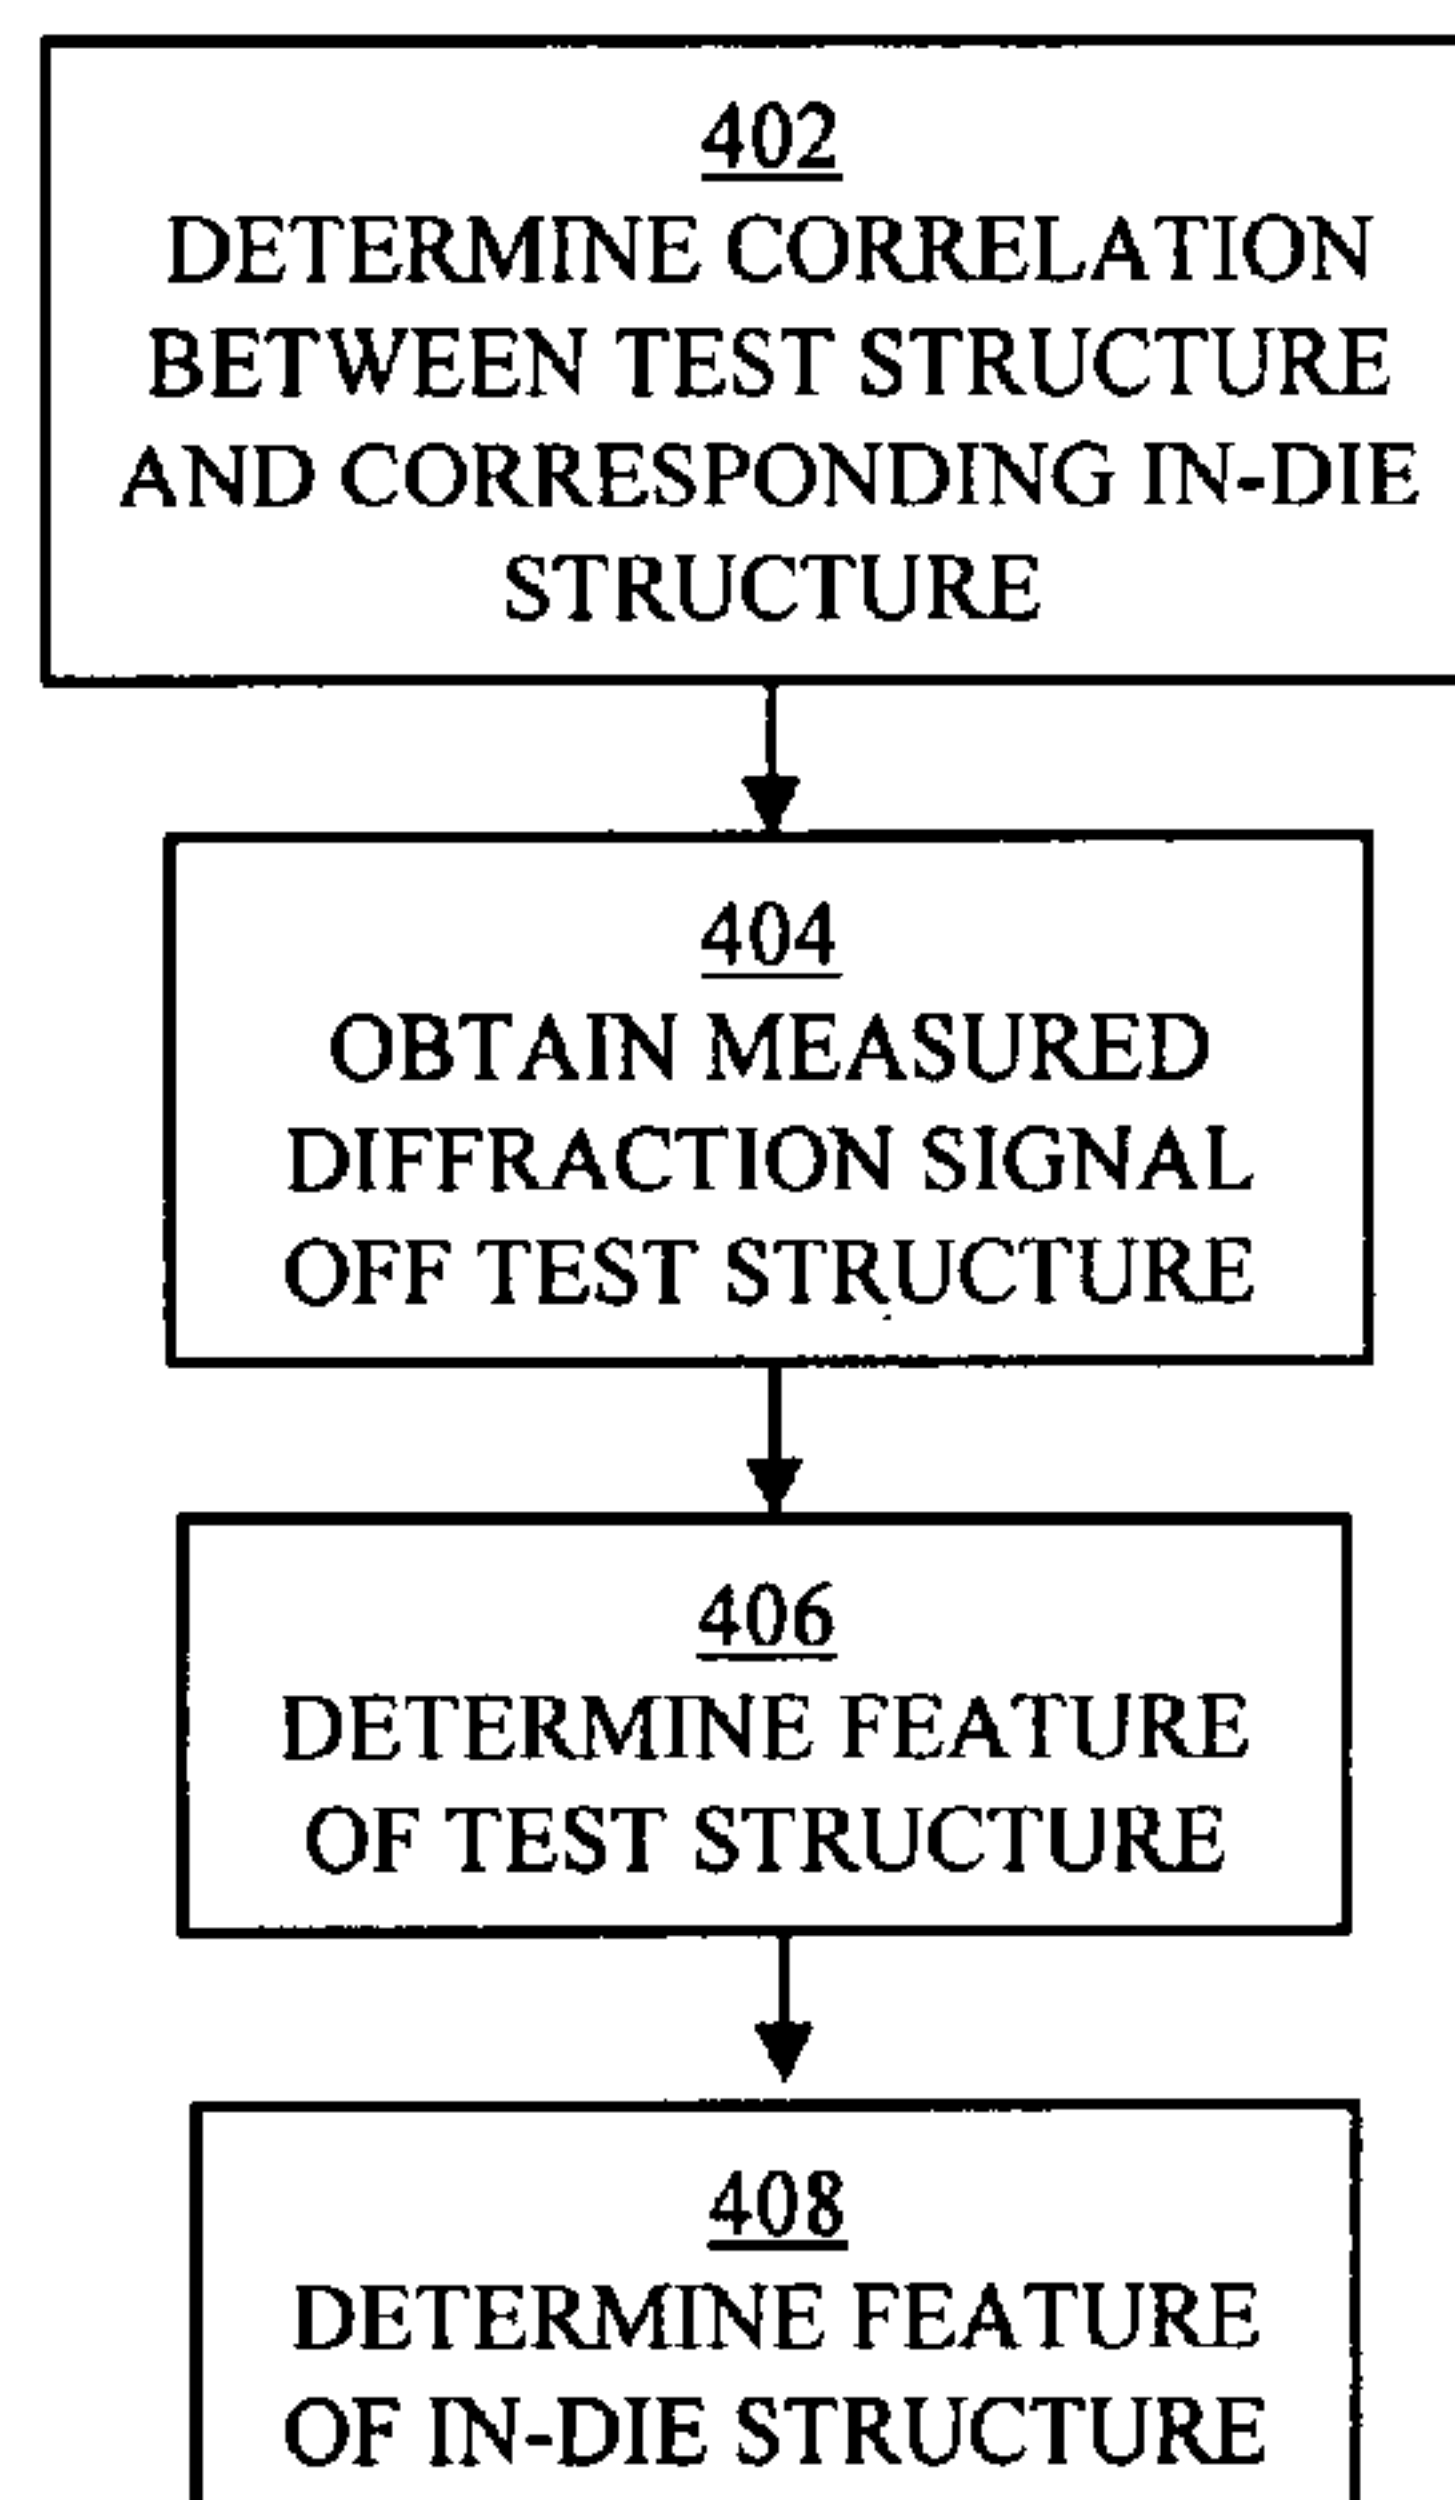 402
DETERMINE CORRELATION
BETWEEN TEST STRUCTURE
AND CORRESPONDING IN-DIE
STRUCTURE
404
OBTAIN MEASURED
DIFFRACTION SIGNAL
OFF TEST STRUCTURE
406
DETERMINE FEATURE
OF TEST STRUCTURE
408
DETERMINE FEATURE
OF IN-DIE STRUCTURE